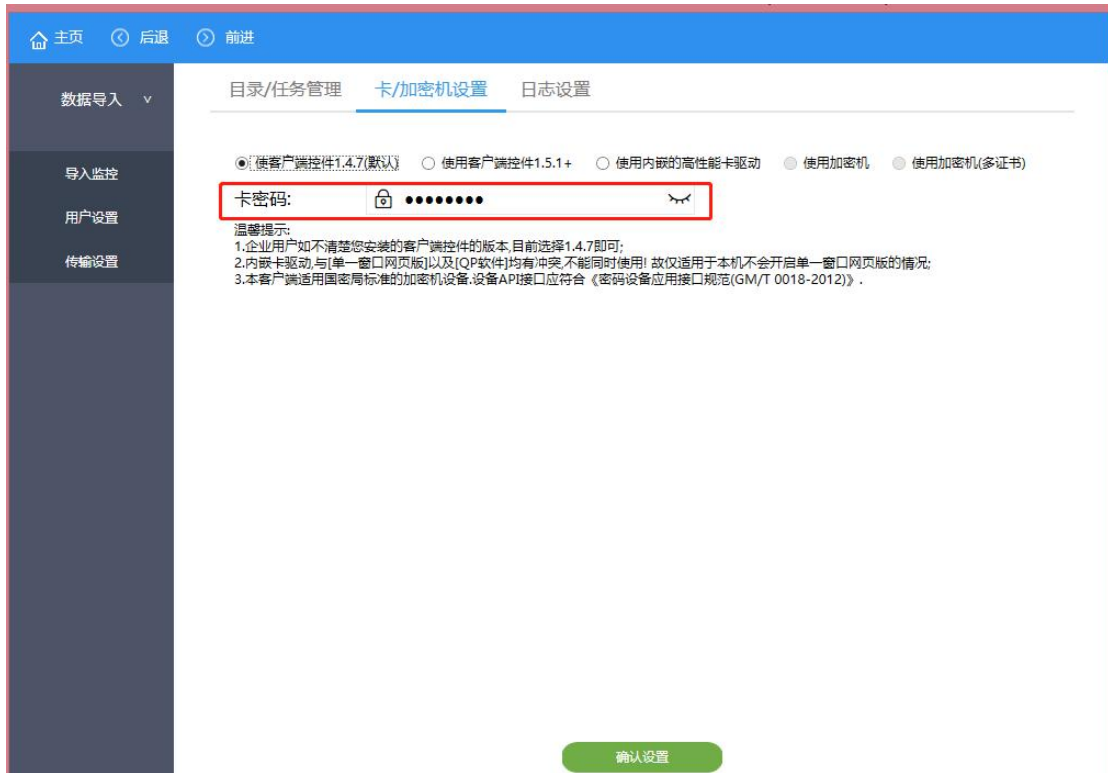 主页 后退 前进
数据导入 ∨
导入监控
用户设置
传输设置
目录/任务管理 卡/加密机设置 日志设置
使客户端控件1.4.7(默认) 使用客户端控件1.5.1+ 使用内嵌的高性能卡驱动 使用加密机 使用加密机(多证书)
卡密码: ●●●●●●●●
温馨提示:
1.企业用户如不清楚您安装的客户端控件的版本,目前选择1.4.7即可;
2.内嵌卡驱动,与[单一窗口网页版]以及[QP软件]均有冲突,不能同时使用! 故仅适用于本机不会开启单一窗口网页版的情况;
3.本客户端适用国密局标准的加密机设备.设备API接口应符合《密码设备应用接口规范(GM/T 0018-2012)》.
确认设置